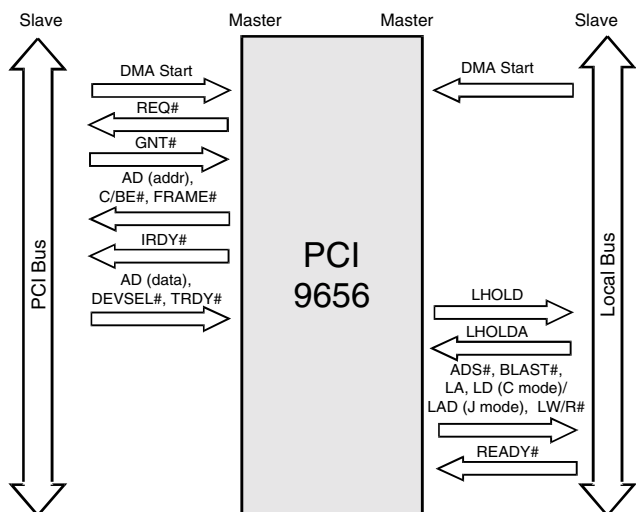 Slave
Master
Master
Slave
DMA Start
REQ#
GNT#
AD (addr),
C/BE#, FRAME#
IRDY#
AD (data),
DEVSEL#, TRDY#
PCI Bus
PCI
9656
DMA Start
LHOLD
LHOLDA
ADS#, BLAST#,
LA, LD (C mode)/
LAD (J mode), LW/R#
READY#
Local Bus